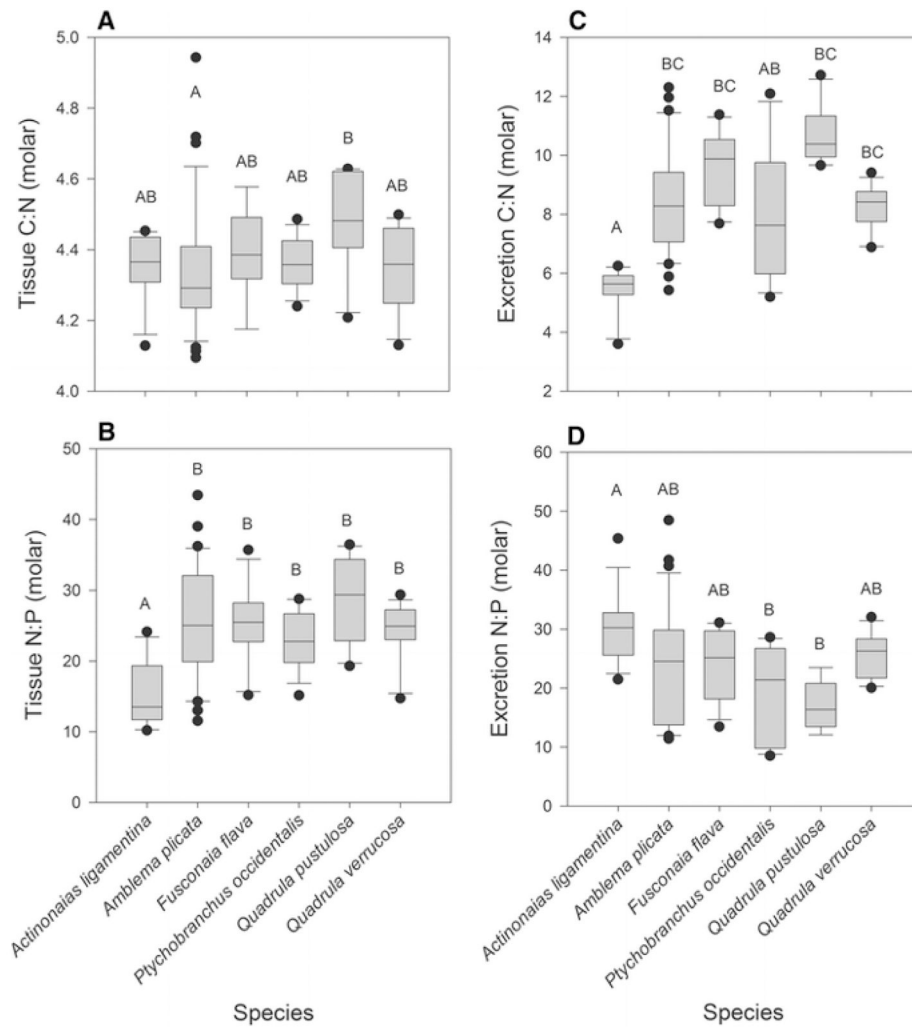 A
Tissue C:N (molar)
5.0
4.8
4.6
4.4
4.2
4.0
AB
A
AB
AB
B
AB
B
Tissue N:P (molar)
50
40
30
20
10
0
A
B
B
B
B
B
Actinonaias ligamentina
Amblema plicata
Fusconaia flava
Ptychobranchus occidentalis
Quadrula pustulosa
Quadrula verrucosa
Species
C
Excretion C:N (molar)
14
12
10
8
6
4
2
A
BC
BC
AB
BC
BC
D
Excretion N:P (molar)
60
50
40
30
20
10
0
A
AB
AB
B
B
AB
Actinonaias ligamentina
Amblema plicata
Fusconaia flava
Ptychobranchus occidentalis
Quadrula pustulosa
Quadrula verrucosa
Species